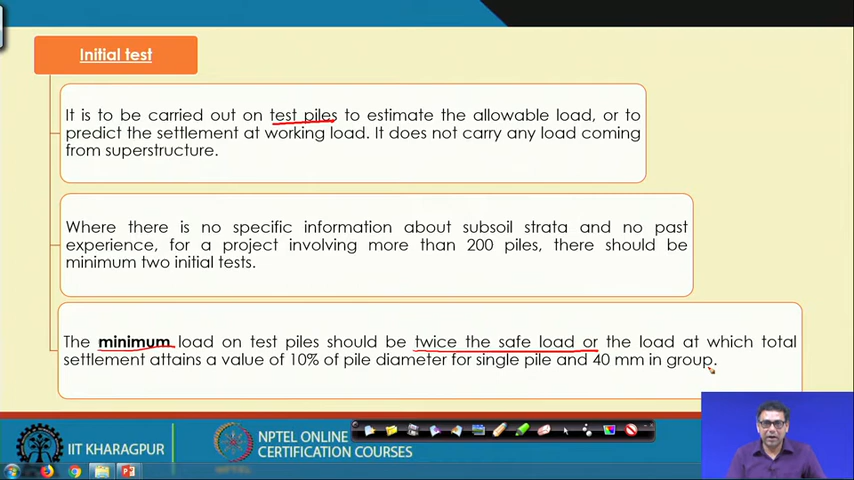 Initial test
It is to be carried out on test piles to estimate the allowable load, or to
predict the settlement at working load. It does not carry any load coming
from superstructure.
Where there is no specific information about subsoil strata and no past
experience, for a project involving more than 200 piles, there should be
minimum two initial tests.
The minimum load on test piles should be twice the safe load or the load at which total
settlement attains a value of 10% of pile diameter for single pile and 40 mm in group.
IIT KHARAGPUR
NPTEL
NPTEL ONLINE
CERTIFICATION COURSES